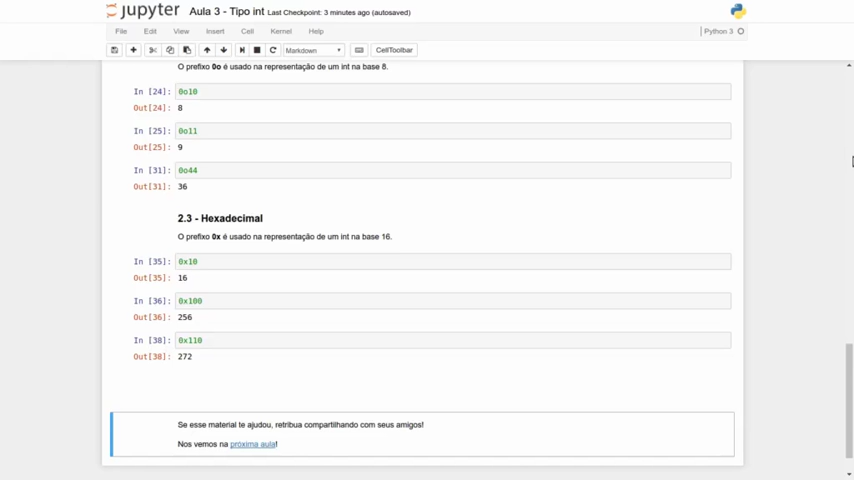 jupyter Aula 3 - Tipo int Last Checkpoint: 3 minutes ago (autosaved)
File Edit View Insert Cell Kernel Help Python 3
Markdown CellToolbar
O prefixo 0o é usado na representação de um int na base 8.
In [24]: 0o10
Out[24]: 8
In [25]: 0o11
Out[25]: 9
In [31]: 0o44
Out[31]: 36
2.3 - Hexadecimal
O prefixo 0x é usado na representação de um int na base 16.
In [35]: 0x10
Out[35]: 16
In [36]: 0x100
Out[36]: 256
In [38]: 0x110
Out[38]: 272
Se esse material te ajudou, retribua compartilhando com seus amigos!
Nos vemos na próxima aula!